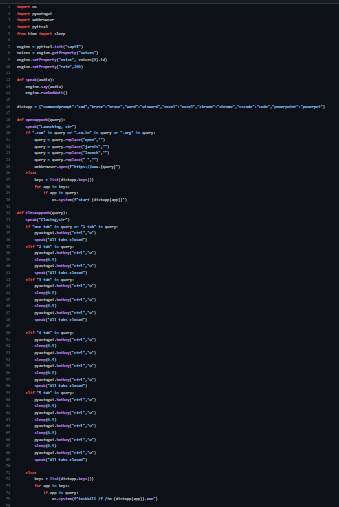 import os
import pyautogui
import webbrowser
import pyttsx3
from time import sleep
engine = pyttsx3.init("sapi5")
voices = engine.getProperty("voices")
engine.setProperty("voice", voices[0].id)
engine.setProperty("rate",200)
def speak(audio):
engine.say(audio)
engine.runAndWait()
dictapp = {"commandprompt":"cmd","brave":"brave","word":"winword","excel":"excel","chrome":"chrome","vscode":"code","powerpoint":"powerpnt"}
def openappweb(query):
speak("Launching, sir")
if ".com" in query or ".co.in" in query or ".org" in query:
query = query.replace("open","")
query = query.replace("jarvis","")
query = query.replace("launch","")
query = query.replace(" ","")
webbrowser.open(f"https://www.{query}")
else:
keys = list(dictapp.keys())
for app in keys:
if app in query:
os.system(f"start {dictapp[app]}")
def closeappweb(query):
speak("Closing,sir")
if "one tab" in query or "1 tab" in query:
pyautogui.hotkey("ctrl","w")
speak("All tabs closed")
elif "2 tab" in query:
pyautogui.hotkey("ctrl","w")
sleep(0.5)
pyautogui.hotkey("ctrl","w")
speak("All tabs closed")
elif "3 tab" in query:
pyautogui.hotkey("ctrl","w")
sleep(0.5)
pyautogui.hotkey("ctrl","w")
sleep(0.5)
pyautogui.hotkey("ctrl","w")
speak("All tabs closed")
elif "4 tab" in query:
pyautogui.hotkey("ctrl","w")
sleep(0.5)
pyautogui.hotkey("ctrl","w")
sleep(0.5)
pyautogui.hotkey("ctrl","w")
sleep(0.5)
pyautogui.hotkey("ctrl","w")
speak("All tabs closed")
elif "5 tab" in query:
pyautogui.hotkey("ctrl","w")
sleep(0.5)
pyautogui.hotkey("ctrl","w")
sleep(0.5)
pyautogui.hotkey("ctrl","w")
sleep(0.5)
pyautogui.hotkey("ctrl","w")
sleep(0.5)
pyautogui.hotkey("ctrl","w")
speak("All tabs closed")
else:
keys = list(dictapp.keys())
for app in keys:
if app in query:
os.system(f"taskkill /f /im {dictapp[app]}.exe")